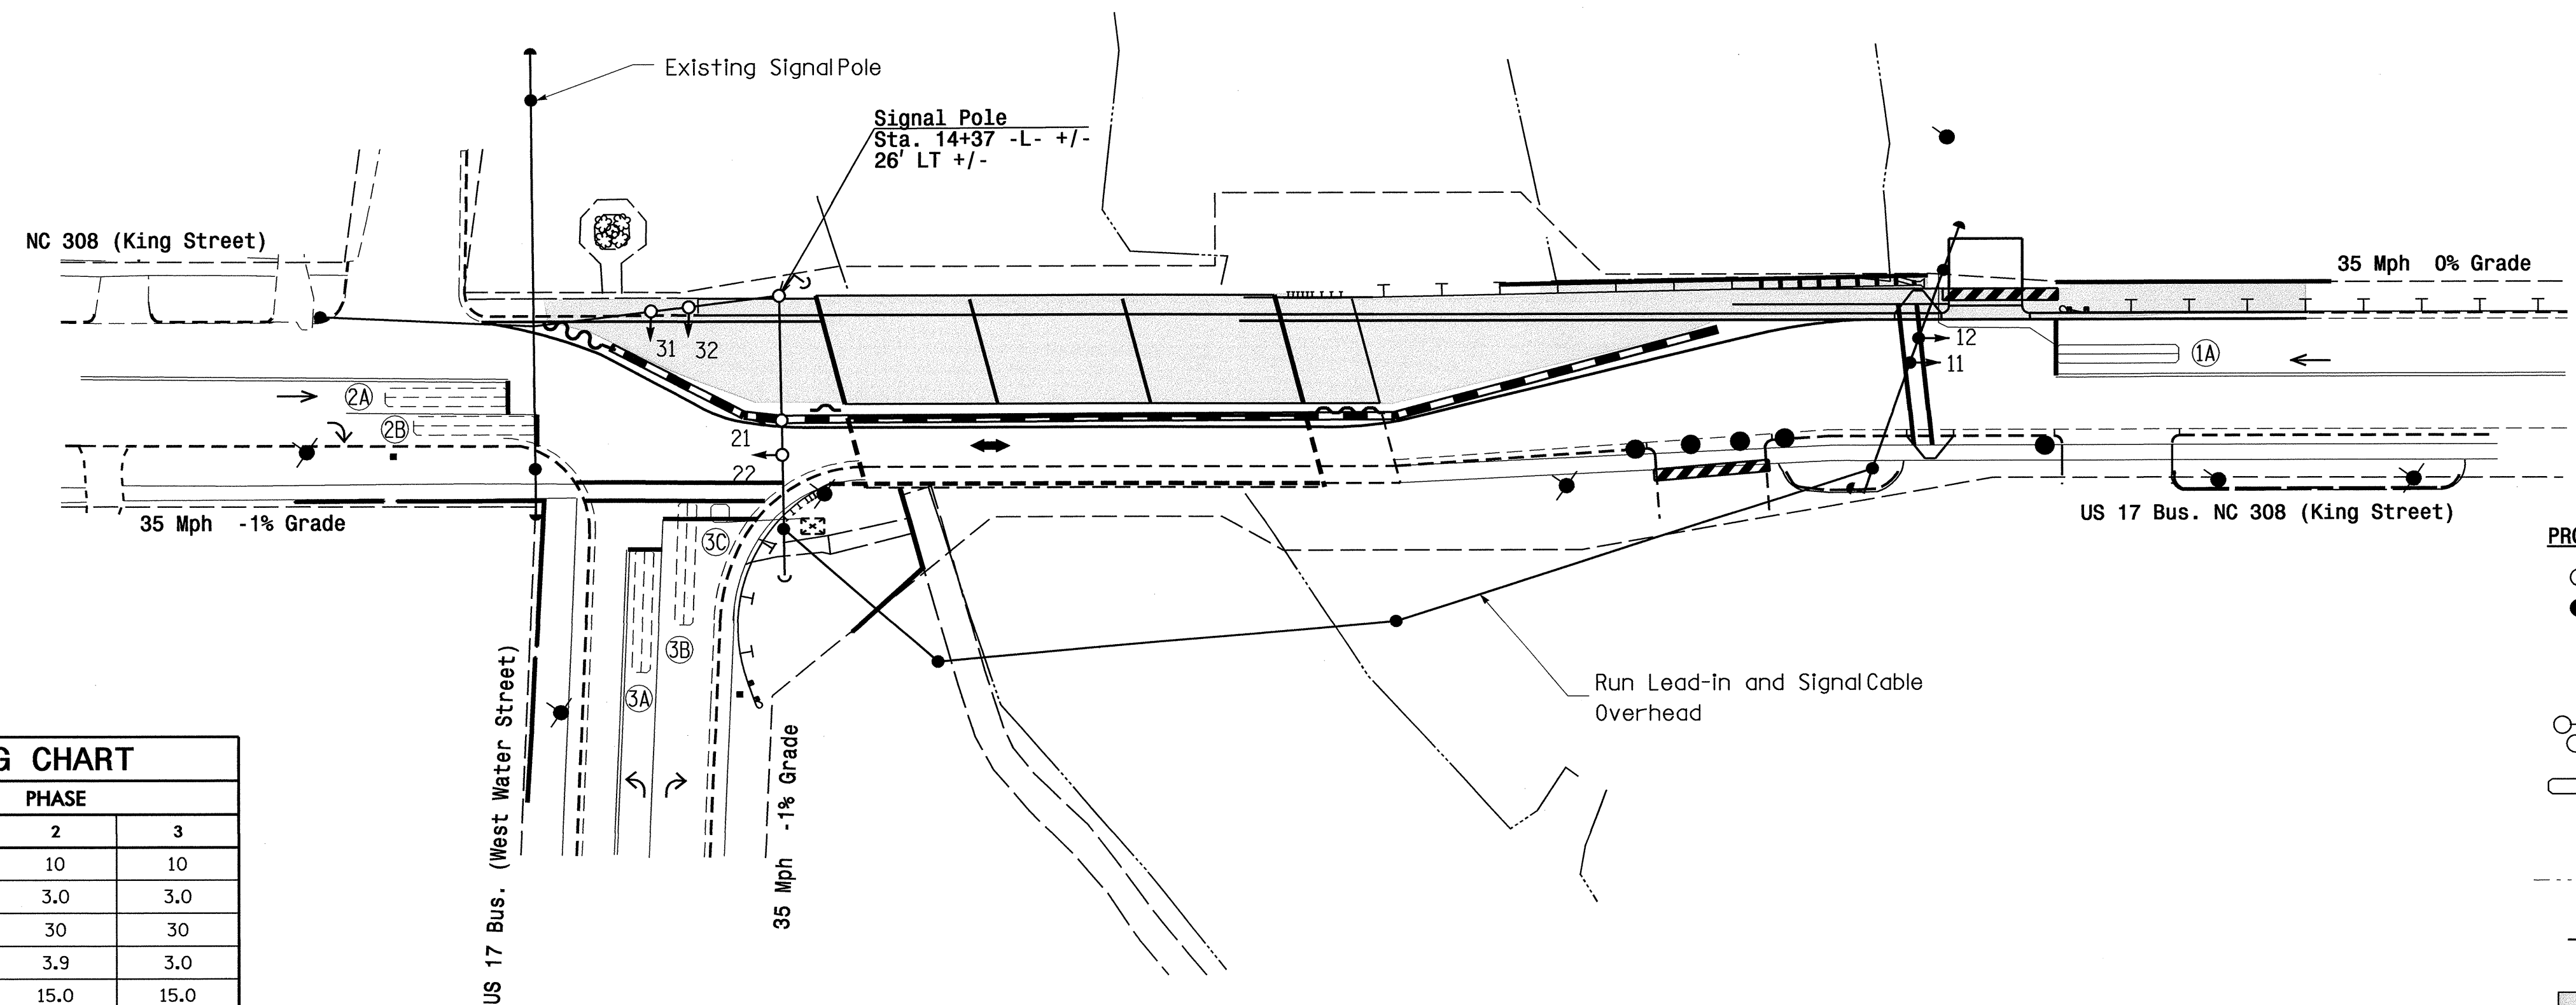 Existing Signal Pole
Signal Pole
Sta. 14+37 -L- +/-
26' LT +/-
NC 308 (King Street)
35 Mph 0% Grade
31
32
12
11
1A
2A
2B
21
22
35 Mph -1% Grade
US 17 Bus. NC 308 (King Street)
3C
3B
3A
US 17 Bus. (West Water Street)
35 Mph -1% Grade
Run Lead-in and Signal Cable
Overhead
G CHART
PHASE
2 3
10 10
3.0 3.0
30 30
3.9 3.0
15.0 15.0